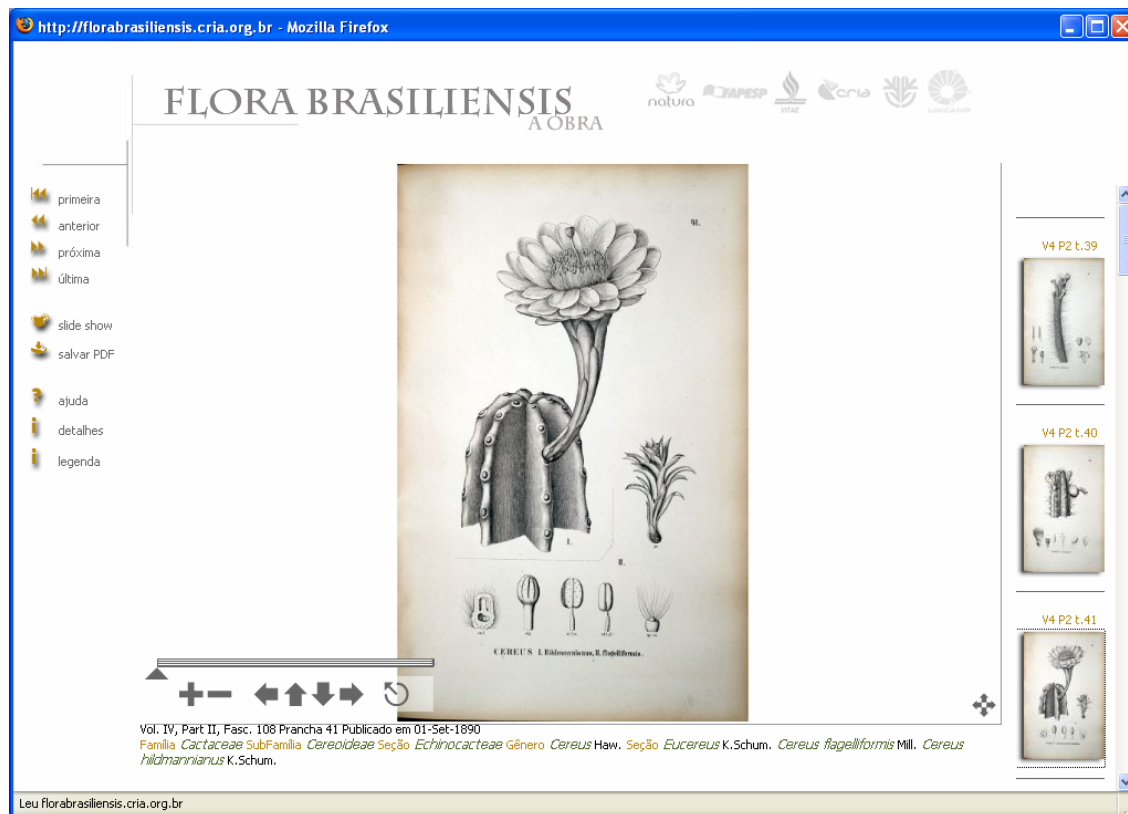 http://florabrasiliensis.cria.org.br - Mozilla Firefox
FLORA BRASILIENSIS
A OBRA
natura
FAPESP
VITAE
cria
UNICAMP
primeira
anterior
próxima
última
slide show
salvar PDF
ajuda
detalhes
legenda
I.
II.
CEREUS I. Hildmannianus, II. flagelliformis.
V4 P2 t.39
V4 P2 t.40
V4 P2 t.41
Vol. IV, Part II, Fasc. 108 Prancha 41 Publicado em 01-Set-1890
Família Cactaceae SubFamília Cereoideae Seção Echinocacteae Gênero Cereus Haw. Seção Eucereus K.Schum. Cereus flagelliformis Mill. Cereus
hildmannianus K.Schum.
Leu florabrasiliensis.cria.org.br